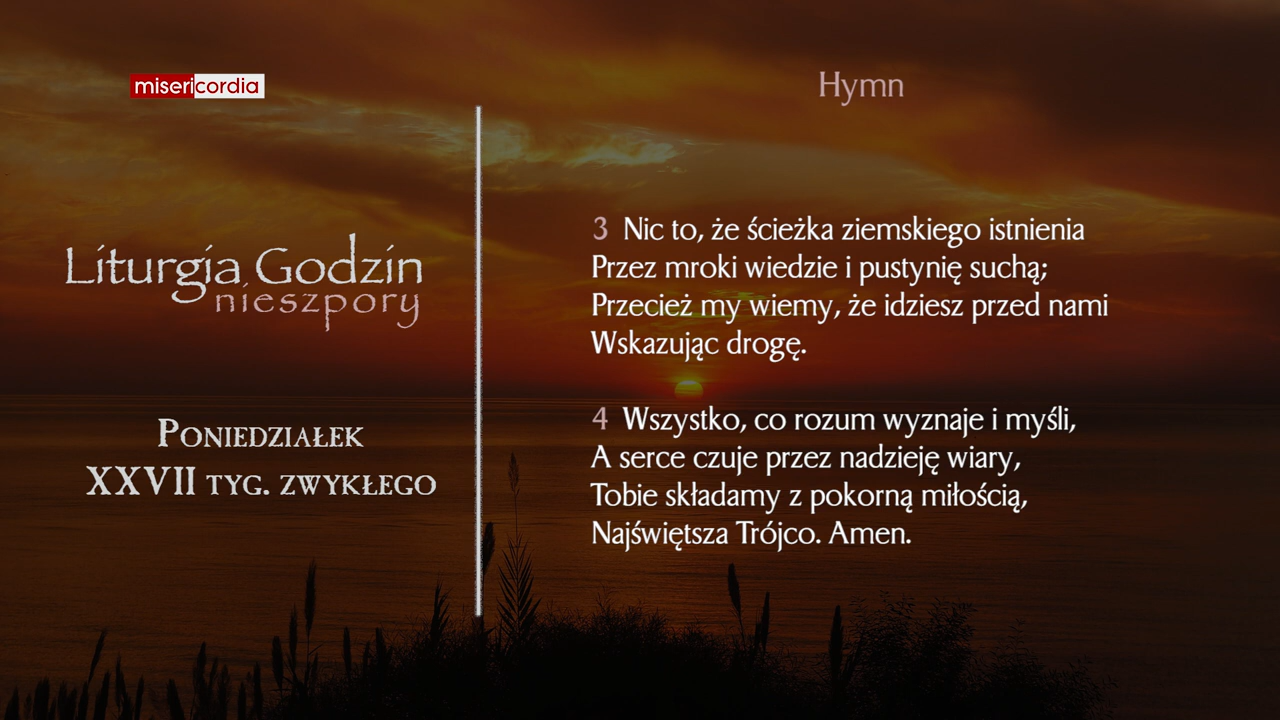 misericordia
Hymn
Liturgia Godzin
nieszpory
Poniedziałek
XXVII tyg. zwykłego
3 Nic to, że ścieżka ziemskiego istnienia
Przez mroki wiedzie i pustynię suchą;
Przecież my wiemy, że idziesz przed nami
Wskazując drogę.
4 Wszystko, co rozum wyznaje i myśli,
A serce czuje przez nadzieję wiary,
Tobie składamy z pokorną miłością,
Najświętsza Trójco. Amen.